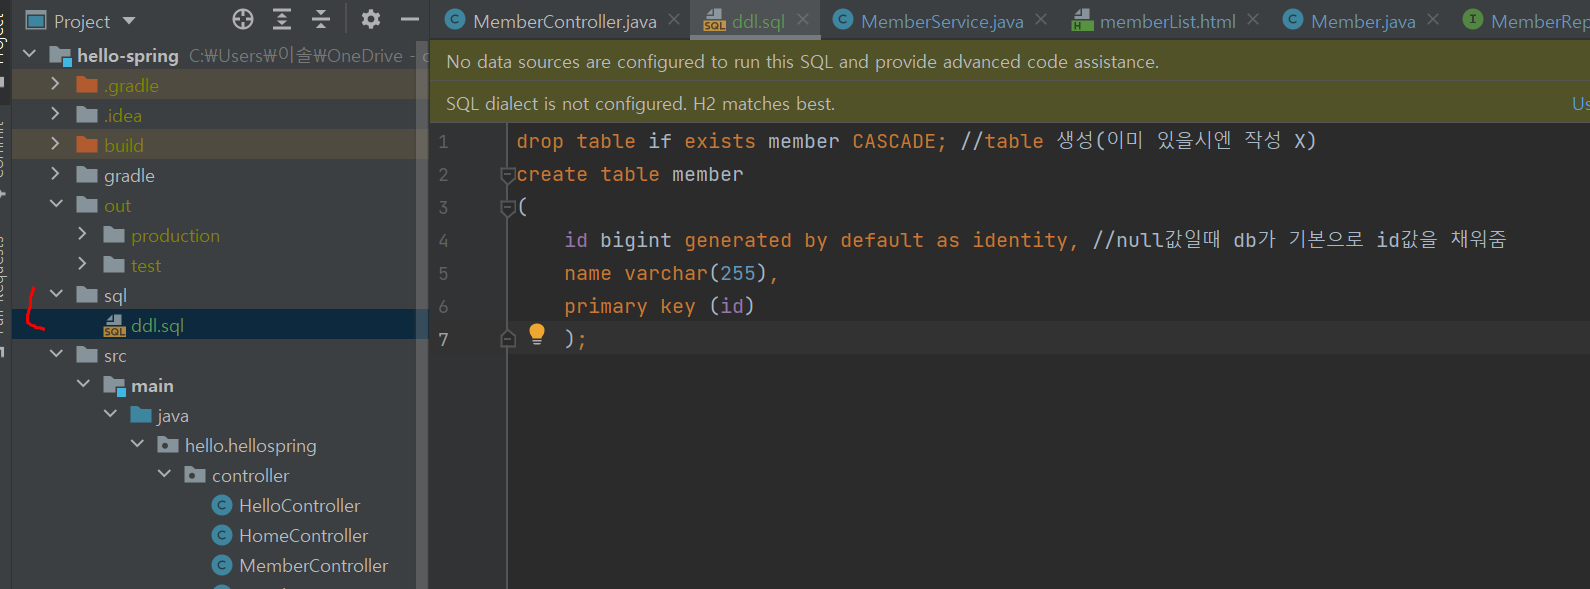 Project
MemberController.java
ddl.sql
MemberService.java
memberList.html
Member.java
MemberRep
hello-spring C:₩Users₩이솔₩OneDrive -
.gradle
.idea
build
gradle
out
production
test
sql
ddl.sql
src
main
java
hello.hellospring
controller
HelloController
HomeController
MemberController
No data sources are configured to run this SQL and provide advanced code assistance.
SQL dialect is not configured. H2 matches best.
Us
1 drop table if exists member CASCADE; //table 생성(이미 있을시엔 작성 X)
2 create table member
3 (
4 id bigint generated by default as identity, //null값일때 db가 기본으로 id값을 채워줌
5 name varchar(255),
6 primary key (id)
7 );